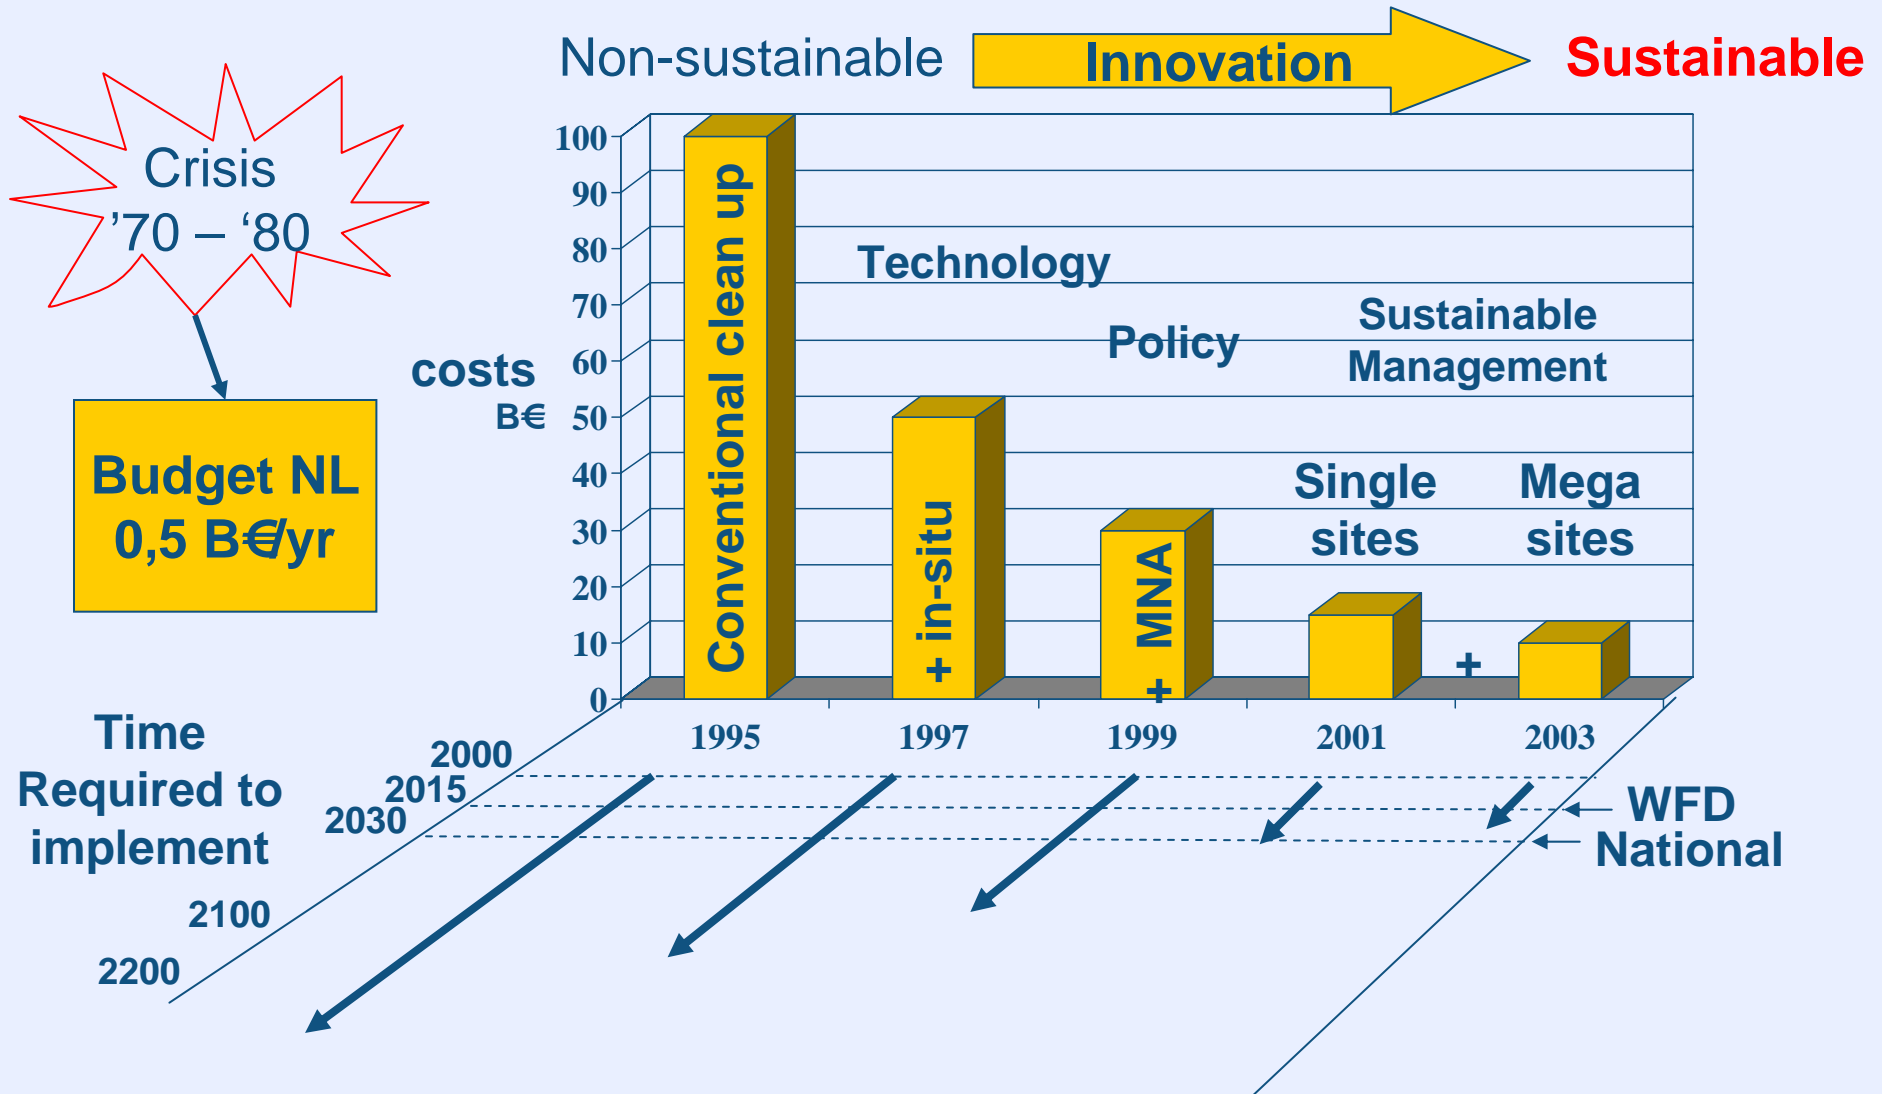 Non-sustainable
Innovation
Sustainable
Crisis
’70 – ‘80
Budget NL
0,5 B€/yr
costs
B€
100
90
80
70
60
50
40
30
20
10
0
Conventional clean up
+ in-situ
+ MNA
Technology
Policy
Sustainable
Management
Single
sites
+
Mega
sites
1995
1997
1999
2001
2003
Time
Required to
implement
2000
2015
2030
2100
2200
WFD
National